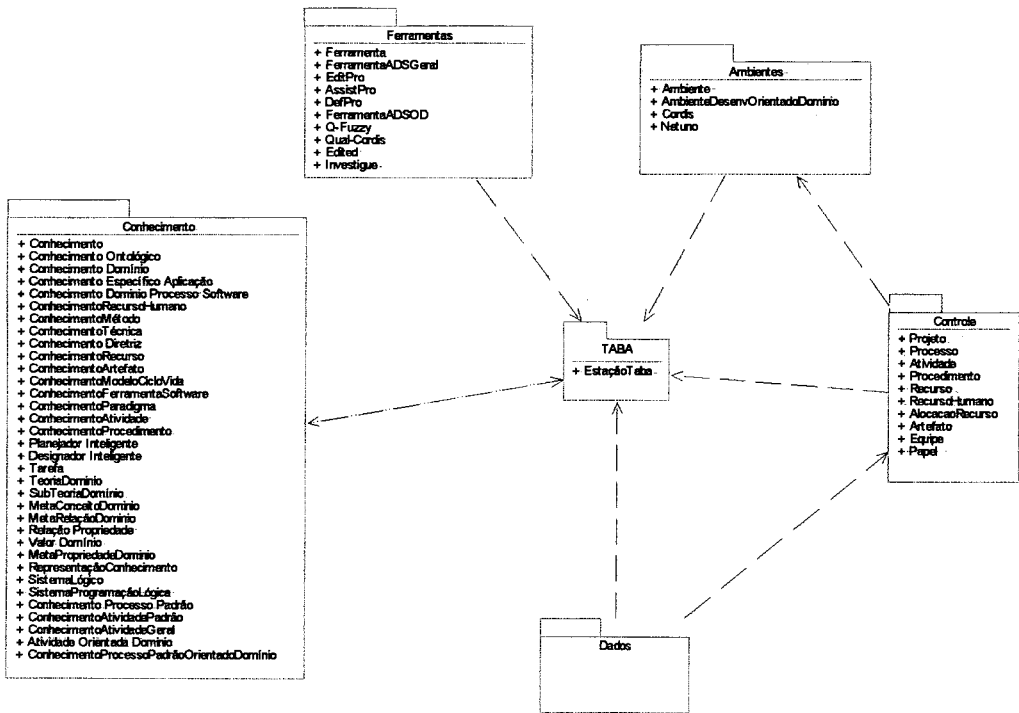 Ferramentas
+ Ferramenta
+ FerramentaADSGeral
+ EditPro
+ AssistPro
+ DefPro
+ FerramentaADSOD
+ Q-Fuzzy
+ Qual-Cordis
+ Edited
+ Investigue
Ambientes
+ Ambiente
+ AmbienteDesenvOrientadoDominio
+ Cordis
+ Netuno
Conhecimento
+ Conhecimento
+ Conhecimento Ontológico
+ Conhecimento Domínio
+ Conhecimento Específico Aplicação
+ Conhecimento Dominio Processo Software
+ ConhecimentoRecursoHumano
+ ConhecimentoMétodo
+ ConhecimentoTécnica
+ Conhecimento Diretriz
+ ConhecimentoRecurso
+ ConhecimentoArtefato
+ ConhecimentoModeloCicloVida
+ ConhecimentoFerramentaSoftware
+ ConhecimentoParadigma
+ ConhecimentoAtividade
+ ConhecimentoProcedimento
+ Planejador Inteligente
+ Designador Inteligente
+ Tarefa
+ TeoriaDomínio
+ SubTeoriaDomínio
+ MetaConceitoDomínio
+ MetaRelaçãoDomínio
+ Relação Propriedade
+ Valor Domínio
+ MetaPropriedadeDomínio
+ RepresentaçãoConhecimento
+ SistemaLógico
+ SistemaProgramaçãoLógica
+ Conhecimento Processo Padrão
+ ConhecimentoAtividadePadrão
+ ConhecimentoAtividadeGeral
+ Atividade Orientada Domínio
+ ConhecimentoProcessoPadrãoOrientadoDomínio
TABA
+ EstaçãoTaba
Controle
+ Projeto
+ Processo
+ Atividade
+ Procedimento
+ Recurso
+ RecursoHumano
+ AlocacaoRecurso
+ Artefato
+ Equipe
+ Papel
Dados